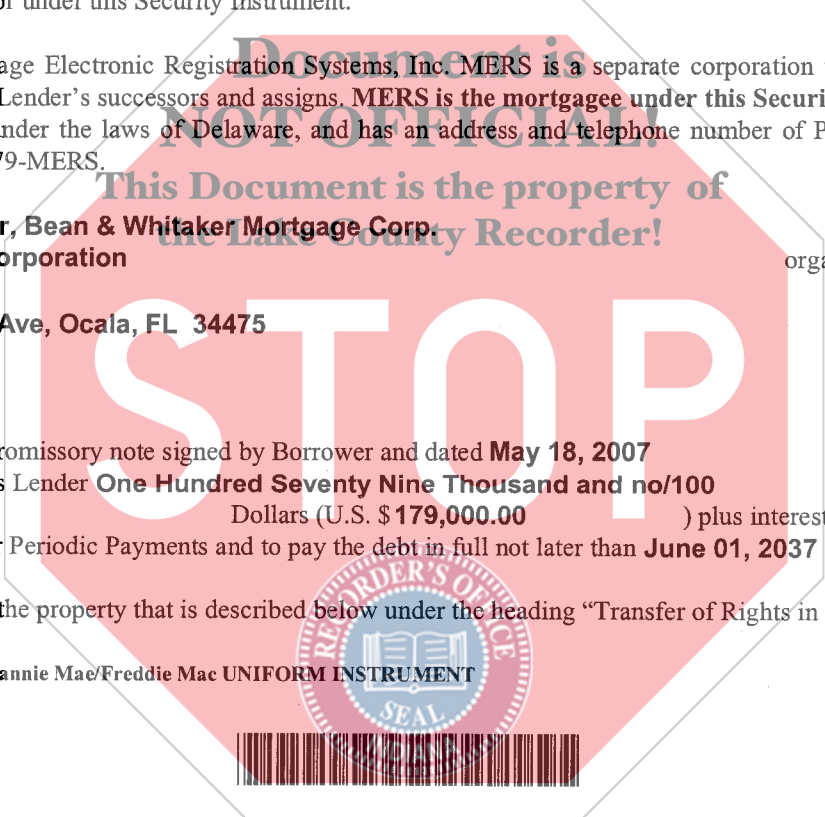 or under this Security Instrument.
Document is
age Electronic Registration Systems, Inc. MERS is a separate corporation
Lender's successors and assigns. MERS is the mortgagee under this Securi
NOT OFFICIAL!
nder the laws of Delaware, and has an address and telephone number of P
79-MERS.
This Document is the property of
r, Bean & Whitaker Mortgage Corp.
the Lake County Recorder!
orporation orga
Ave, Ocala, FL 34475
STOP
romissory note signed by Borrower and dated May 18, 2007
s Lender One Hundred Seventy Nine Thousand and no/100
Dollars (U.S. $ 179,000.00 ) plus interest
r Periodic Payments and to pay the debt in full not later than June 01, 2037
RECORDER'S OFFICE
the property that is described below under the heading “Transfer of Rights in
annie Mae/Freddie Mac UNIFORM INSTRUMENT
SEAL
INDIANA